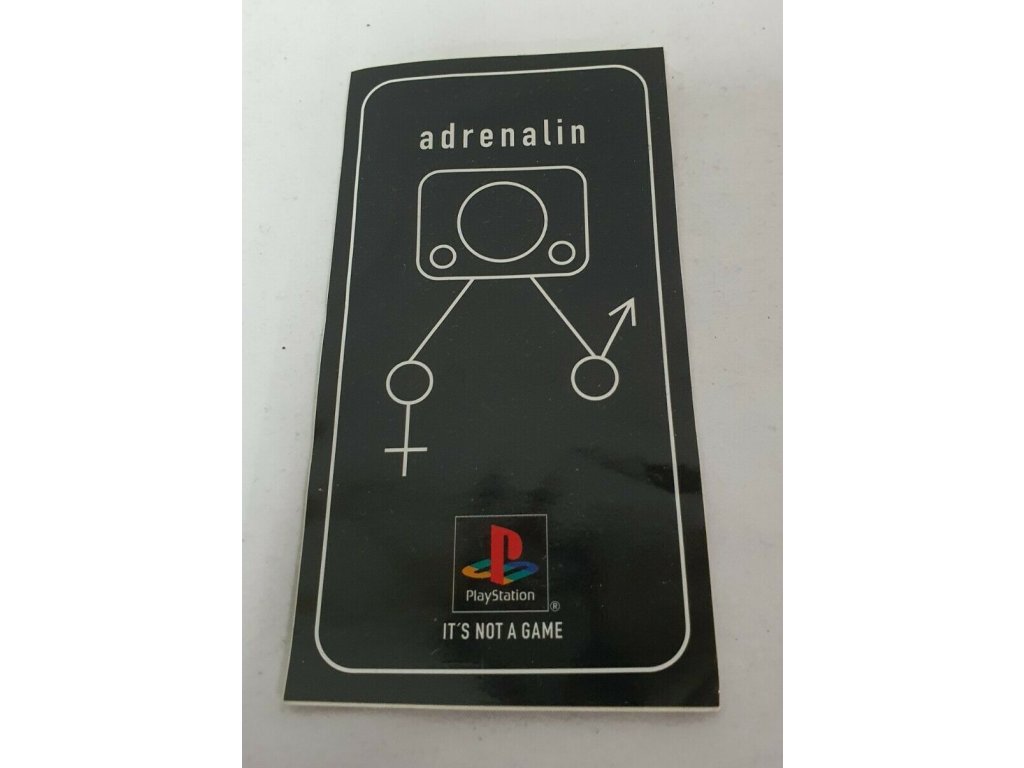 adrenalin
PlayStation
®
IT´S NOT A GAME